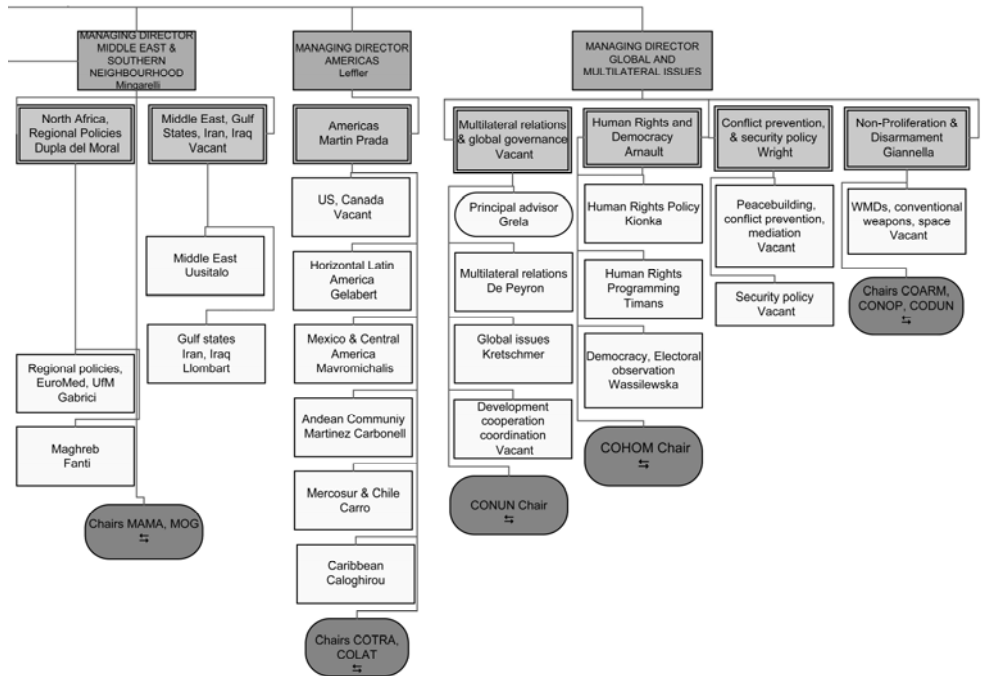 MANAGING DIRECTOR
MIDDLE EAST &
SOUTHERN
NEIGHBOURHOOD
Mingarelli
North Africa,
Regional Policies
Dupla del Moral
Middle East, Gulf
States, Iran, Iraq
Vacant
Middle East
Uusitalo
Gulf states
Iran, Iraq
Llombart
Regional policies,
EuroMed, UfM
Gabrici
Maghreb
Fanti
Chairs MAMA, MOG
⇆
MANAGING DIRECTOR
AMERICAS
Leffler
Americas
Martin Prada
US, Canada
Vacant
Horizontal Latin
America
Gelabert
Mexico & Central
America
Mavromichalis
Andean Communiy
Martinez Carbonell
Mercosur & Chile
Carro
Caribbean
Caloghirou
Chairs COTRA,
COLAT
⇆
MANAGING DIRECTOR
GLOBAL AND
MULTILATERAL ISSUES
Multilateral relations
& global governance
Vacant
Principal advisor
Grela
Multilateral relations
De Peyron
Global issues
Kretschmer
Development
cooperation
coordination
Vacant
CONUN Chair
⇆
Human Rights and
Democracy
Arnault
Human Rights Policy
Kionka
Human Rights
Programming
Timans
Democracy, Electoral
observation
Wassilewska
COHOM Chair
⇆
Conflict prevention,
& security policy
Wright
Peacebuilding,
conflict prevention,
mediation
Vacant
Security policy
Vacant
Non-Proliferation &
Disarmament
Giannella
WMDs, conventional
weapons, space
Vacant
Chairs COARM,
CONOP, CODUN
⇆